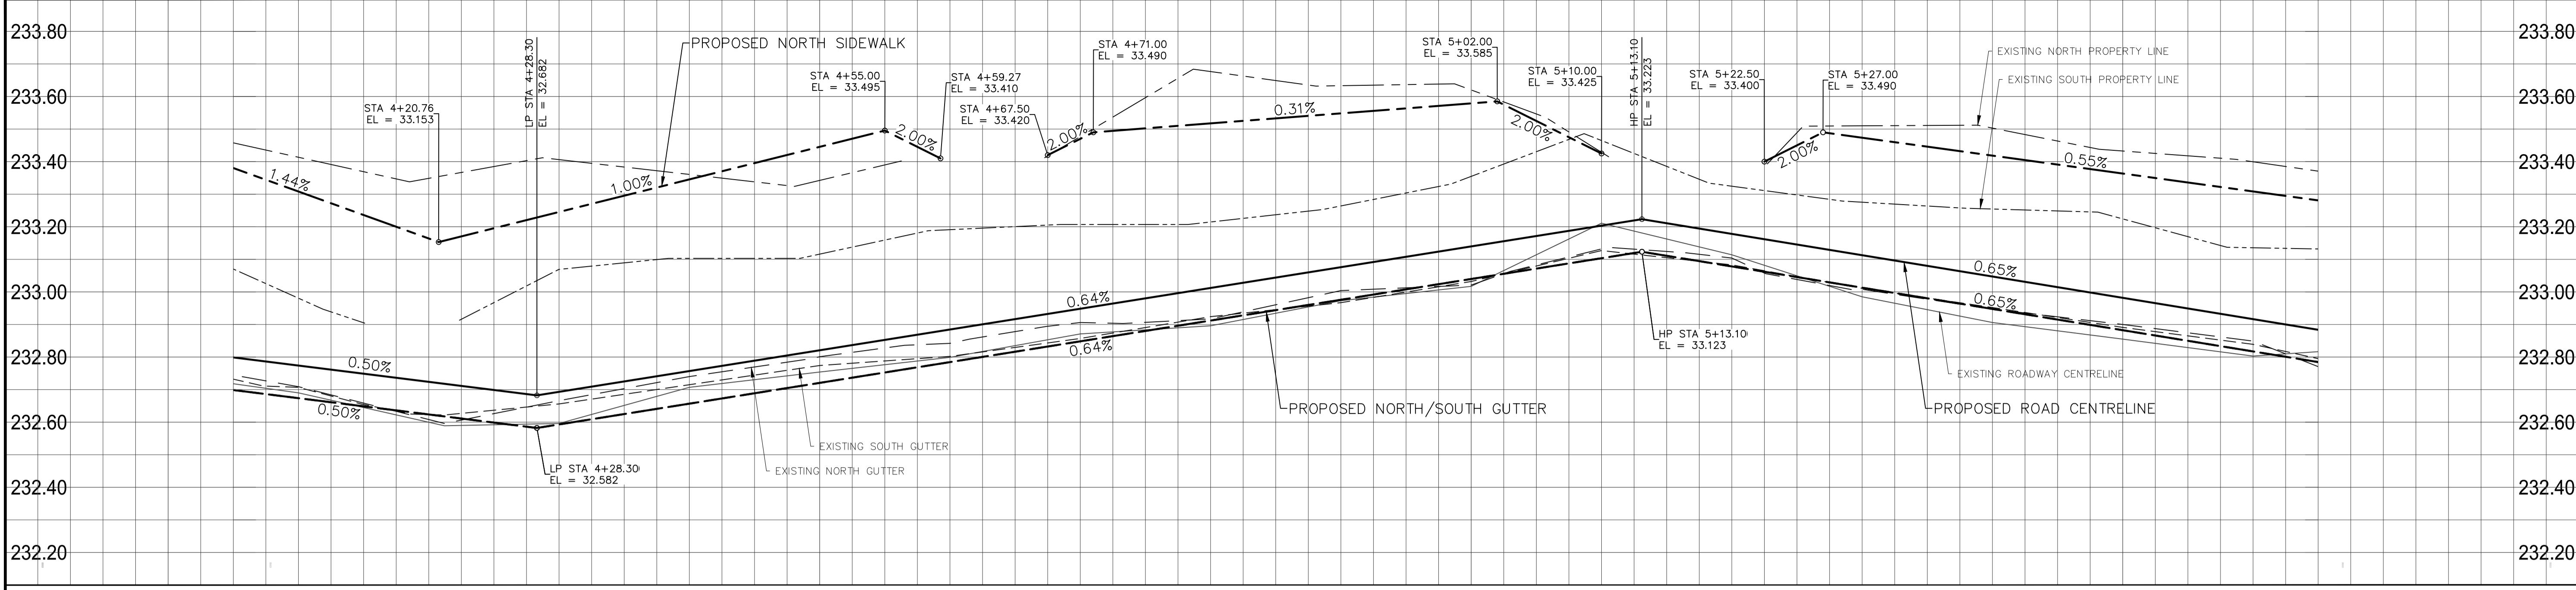 233.80
233.60
233.40
233.20
233.00
232.80
232.60
232.40
232.20
STA 4+20.76
EL = 33.153
1.44%
LP STA 4+28.30
EL = 32.682
PROPOSED NORTH SIDEWALK
1.00%
STA 4+55.00
EL = 33.495
2.00%
STA 4+59.27
EL = 33.410
STA 4+67.50
EL = 33.420
2.00%
STA 4+71.00
EL = 33.490
0.31%
STA 5+02.00
EL = 33.585
2.00%
STA 5+10.00
EL = 33.425
HP STA 5+13.10
EL = 33.223
STA 5+22.50
EL = 33.400
2.00%
STA 5+27.00
EL = 33.490
EXISTING NORTH PROPERTY LINE
EXISTING SOUTH PROPERTY LINE
0.55%
0.50%
0.50%
LP STA 4+28.30
EL = 32.582
EXISTING SOUTH GUTTER
EXISTING NORTH GUTTER
0.64%
0.64%
PROPOSED NORTH/SOUTH GUTTER
HP STA 5+13.10
EL = 33.123
0.65%
0.65%
EXISTING ROADWAY CENTRELINE
PROPOSED ROAD CENTRELINE
233.80
233.60
233.40
233.20
233.00
232.80
232.60
232.40
232.20